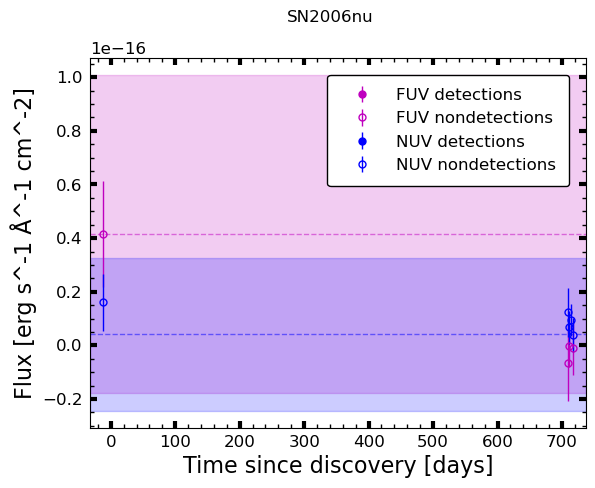 SN2006nu
1e−16
FUV detections
FUV nondetections
NUV detections
NUV nondetections
Flux [erg s^-1 Å^-1 cm^-2]
1.0
0.8
0.6
0.4
0.2
0.0
−0.2
0 100 200 300 400 500 600 700
Time since discovery [days]